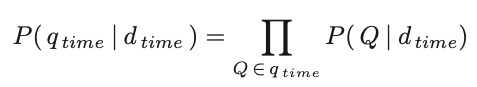 P( q_time | d_time ) = ∏_{Q ∈ q_time} P( Q | d_time)